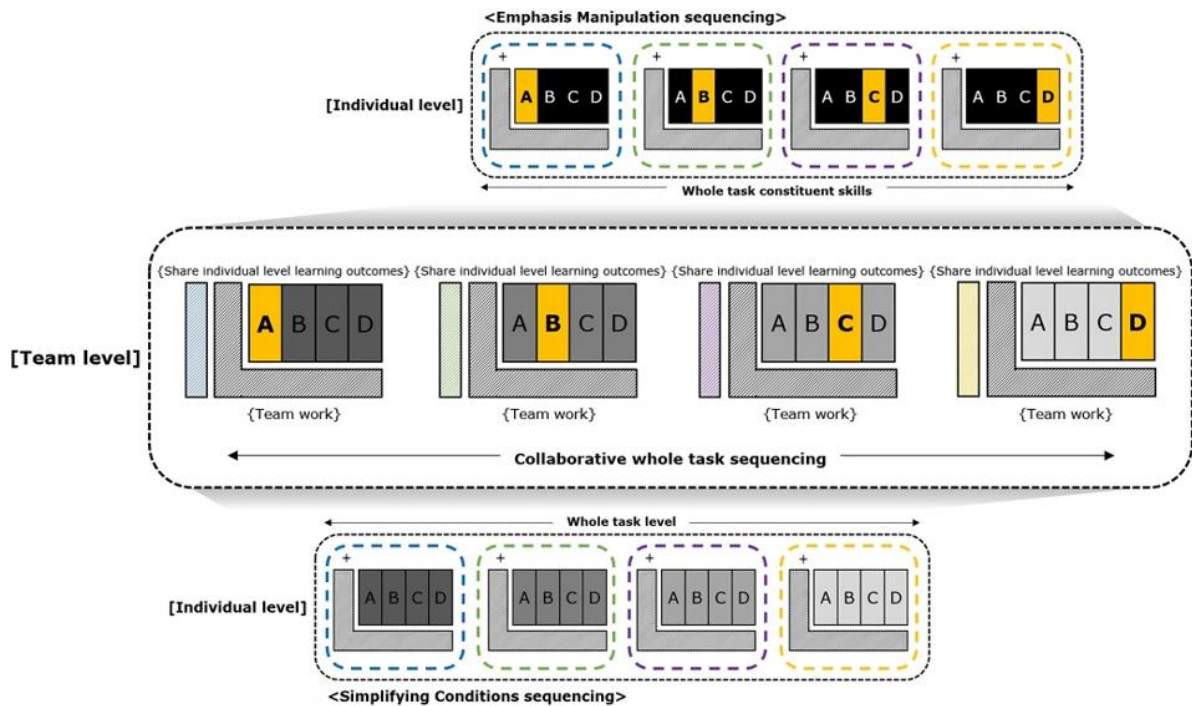 <Emphasis Manipulation sequencing>
+ + + +
A B C D A B C D A B C D A B C D
[Individual level]
Whole task constituent skills
{Share individual level learning outcomes} {Share individual level learning outcomes} {Share individual level learning outcomes} {Share individual level learning outcomes}
A B C D A B C D A B C D A B C D
[Team level]
{Team work} {Team work} {Team work} {Team work}
Collaborative whole task sequencing
Whole task level
+ + + +
A B C D A B C D A B C D A B C D
[Individual level]
<Simplifying Conditions sequencing>